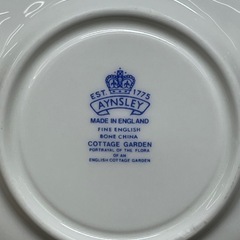 EST. 1775
AYNSLEY
MADE IN ENGLAND
FINE ENGLISH
BONE CHINA
COTTAGE GARDEN
PORTRAYAL OF THE FLORA
OF AN
ENGLISH COTTAGE GARDEN